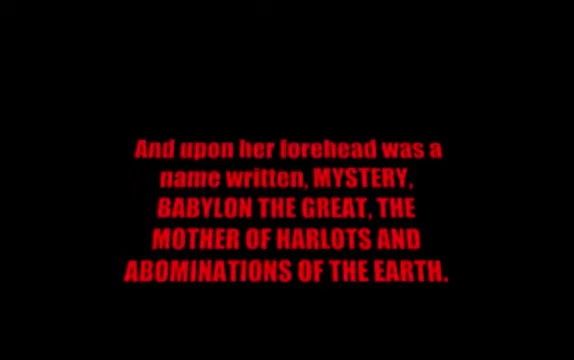 And upon her forehead was a
name written, MYSTERY,
BABYLON THE GREAT, THE
MOTHER OF HARLOTS AND
ABOMINATIONS OF THE EARTH.